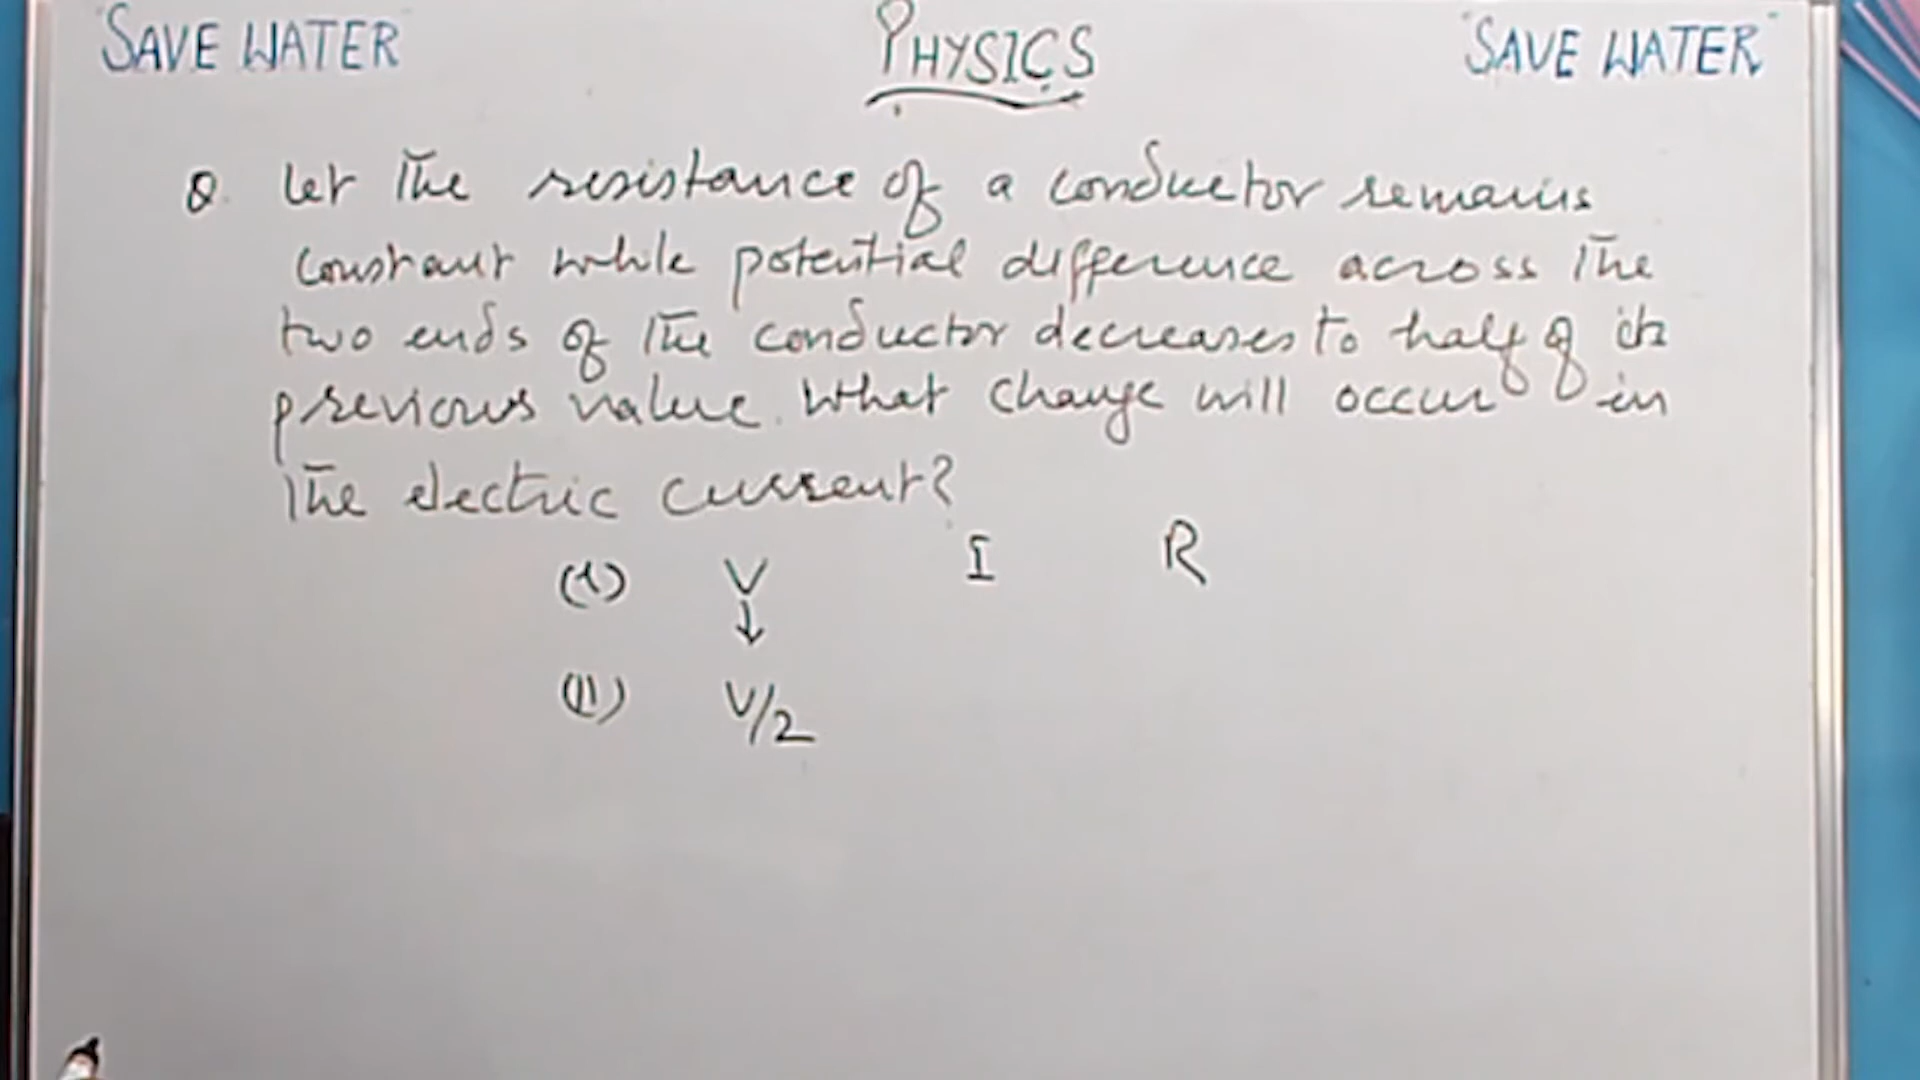 SAVE WATER PHYSICS "SAVE WATER"
Q. Let the resistance of a conductor remains
constant while potential difference across the
two ends of the conductor decreases to half of its
previous value. What change will occur in
the electric current?
(I) V I R
↓
(II) V/2